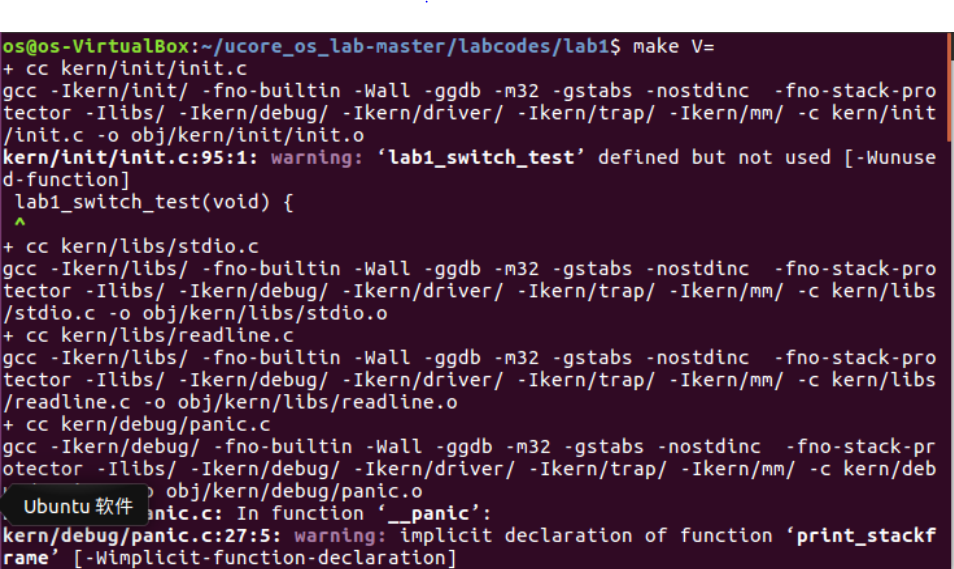 os@os-VirtualBox:~/ucore_os_lab-master/labcodes/lab1$ make V=
+ cc kern/init/init.c
gcc -Ikern/init/ -fno-builtin -Wall -ggdb -m32 -gstabs -nostdinc  -fno-stack-pro
tector -Ilibs/ -Ikern/debug/ -Ikern/driver/ -Ikern/trap/ -Ikern/mm/ -c kern/init
/init.c -o obj/kern/init/init.o
kern/init/init.c:95:1: warning: ‘lab1_switch_test’ defined but not used [-Wunuse
d-function]
 lab1_switch_test(void) {
 ^
+ cc kern/libs/stdio.c
gcc -Ikern/libs/ -fno-builtin -Wall -ggdb -m32 -gstabs -nostdinc  -fno-stack-pro
tector -Ilibs/ -Ikern/debug/ -Ikern/driver/ -Ikern/trap/ -Ikern/mm/ -c kern/libs
/stdio.c -o obj/kern/libs/stdio.o
+ cc kern/libs/readline.c
gcc -Ikern/libs/ -fno-builtin -Wall -ggdb -m32 -gstabs -nostdinc  -fno-stack-pro
tector -Ilibs/ -Ikern/debug/ -Ikern/driver/ -Ikern/trap/ -Ikern/mm/ -c kern/libs
/readline.c -o obj/kern/libs/readline.o
+ cc kern/debug/panic.c
gcc -Ikern/debug/ -fno-builtin -Wall -ggdb -m32 -gstabs -nostdinc  -fno-stack-pr
otector -Ilibs/ -Ikern/debug/ -Ikern/driver/ -Ikern/trap/ -Ikern/mm/ -c kern/deb
obj/kern/debug/panic.o
Ubuntu 软件
anic.c: In function ‘__panic’:
kern/debug/panic.c:27:5: warning: implicit declaration of function ‘print_stackf
rame’ [-Wimplicit-function-declaration]